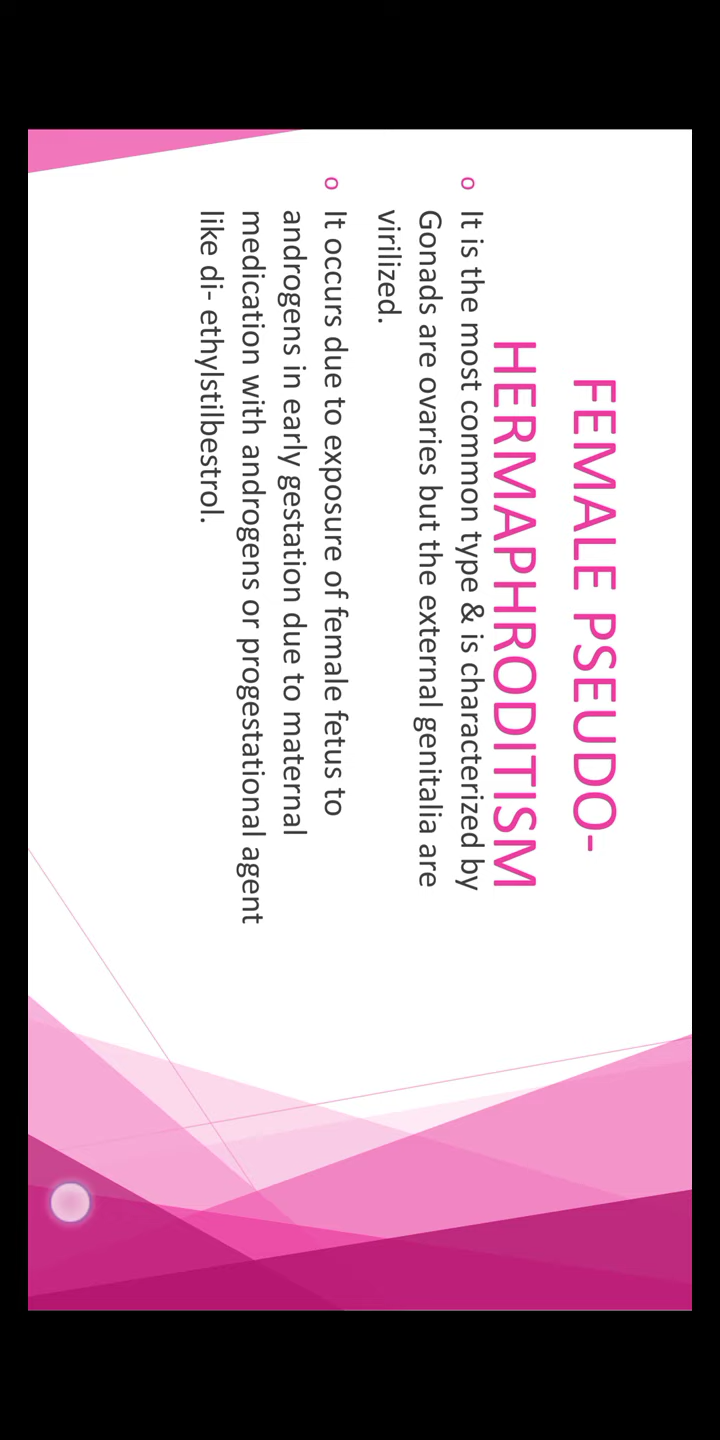 FEMALE PSEUDO-
HERMAPHRODITISM
o It is the most common type & is characterized by
Gonads are ovaries but the external genitalia are
virilized.
o It occurs due to exposure of female fetus to
androgens in early gestation due to maternal
medication with androgens or progestational agent
like di- ethylstilbestrol.